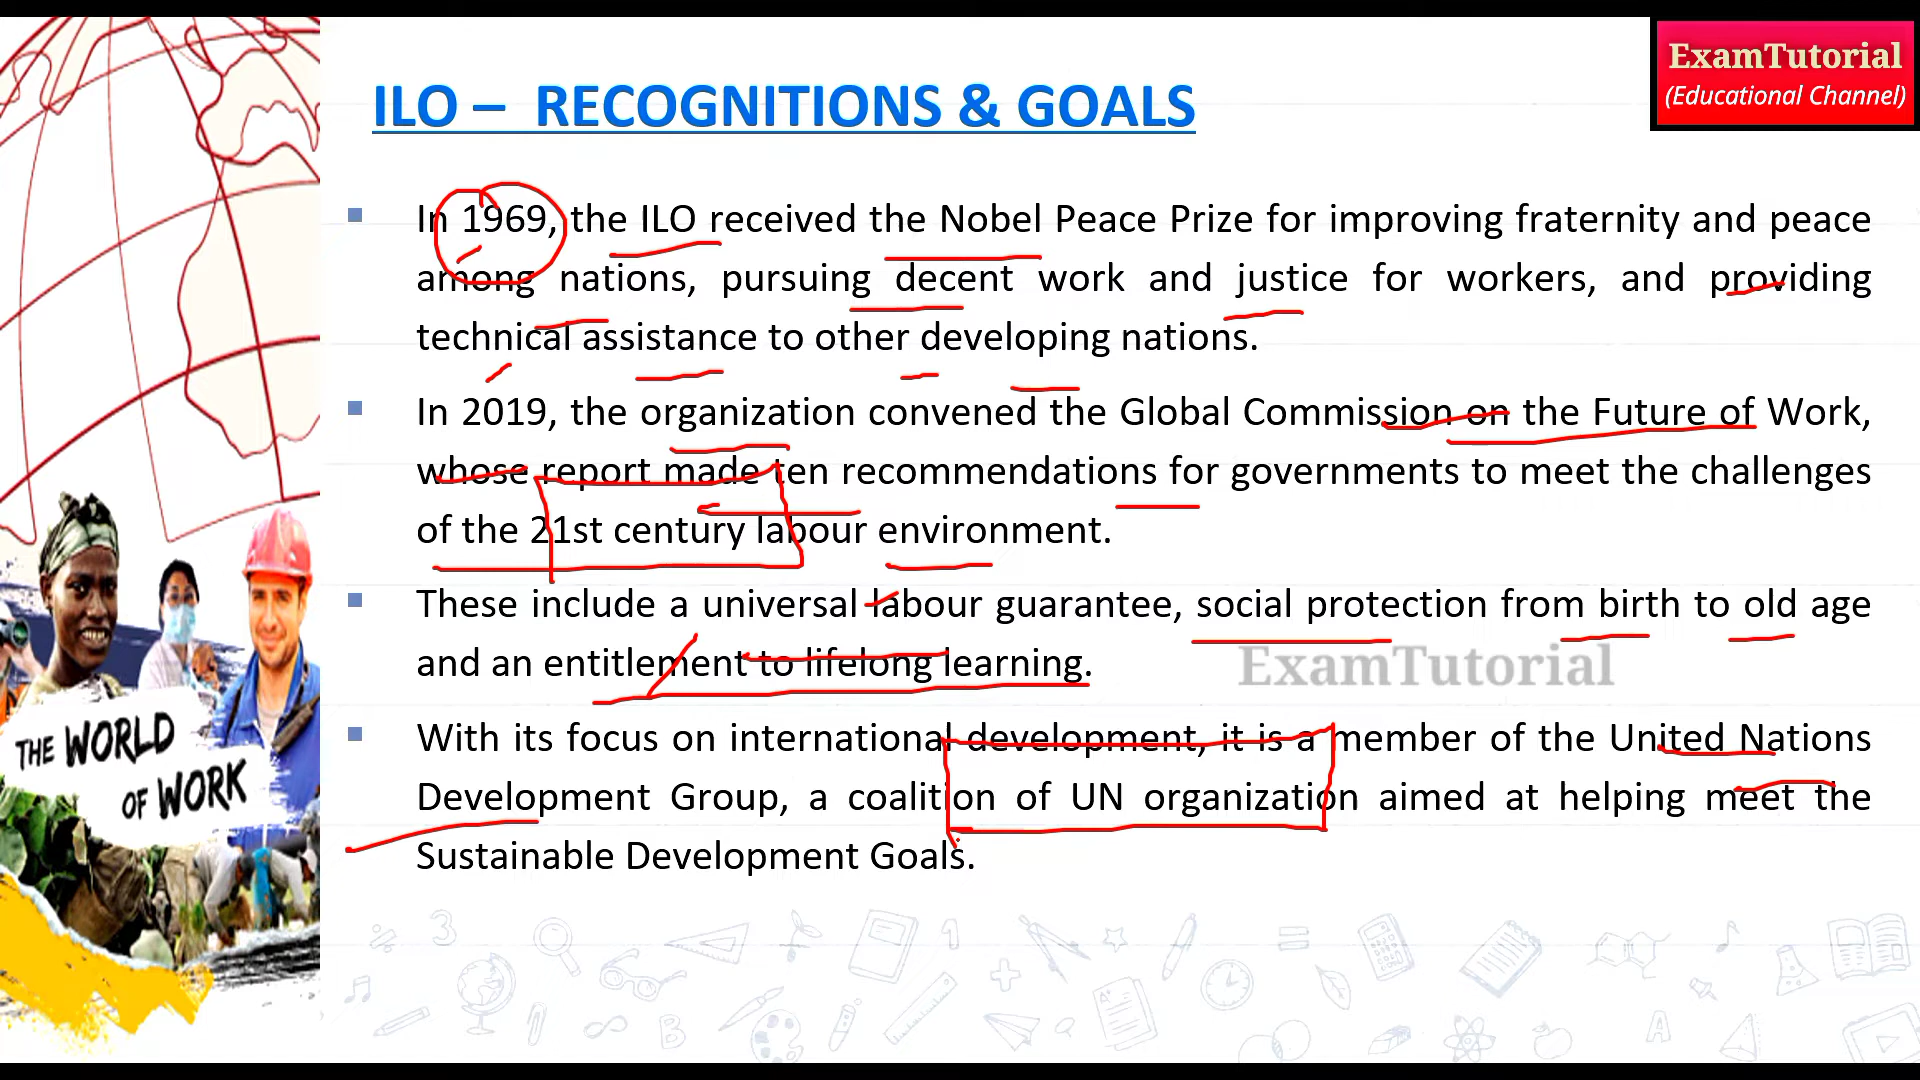 ExamTutorial
(Educational Channel)
ILO – RECOGNITIONS & GOALS
In 1969, the ILO received the Nobel Peace Prize for improving fraternity and peace
among nations, pursuing decent work and justice for workers, and providing
technical assistance to other developing nations.
In 2019, the organization convened the Global Commission on the Future of Work,
whose report made ten recommendations for governments to meet the challenges
of the 21st century labour environment.
These include a universal labour guarantee, social protection from birth to old age
and an entitlement to lifelong learning.
ExamTutorial
With its focus on international development, it is a member of the United Nations
Development Group, a coalition of UN organization aimed at helping meet the
Sustainable Development Goals.
THE WORLD
OF WORK